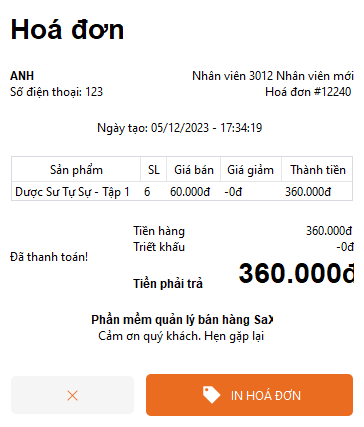 Hoá đơn
ANH Nhân viên 3012 Nhân viên mới
Số điện thoại: 123 Hoá đơn #12240
Ngày tạo: 05/12/2023 - 17:34:19
Sản phẩm SL Giá bán Giá giảm Thành tiền
Dược Sư Tự Sự - Tập 1 6 60.000đ -0đ 360.000đ
Tiền hàng 360.000đ
Triết khấu -0đ
Đã thanh toán!
Tiền phải trả 360.000đ
Phần mềm quản lý bán hàng SaX
Cảm ơn quý khách. Hẹn gặp lại
IN HOÁ ĐƠN